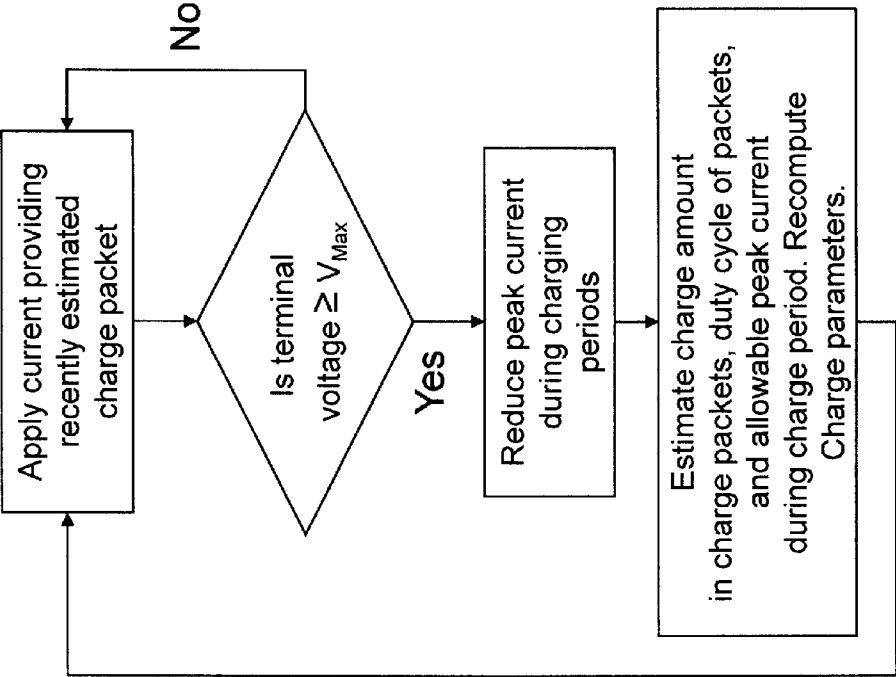 Apply current providing
recently estimated
charge packet
No
Is terminal
voltage ≥ VMax
Yes
Reduce peak current
during charging
periods
Estimate charge amount
in charge packets, duty cycle of packets,
and allowable peak current
during charge period. Recompute
Charge parameters.